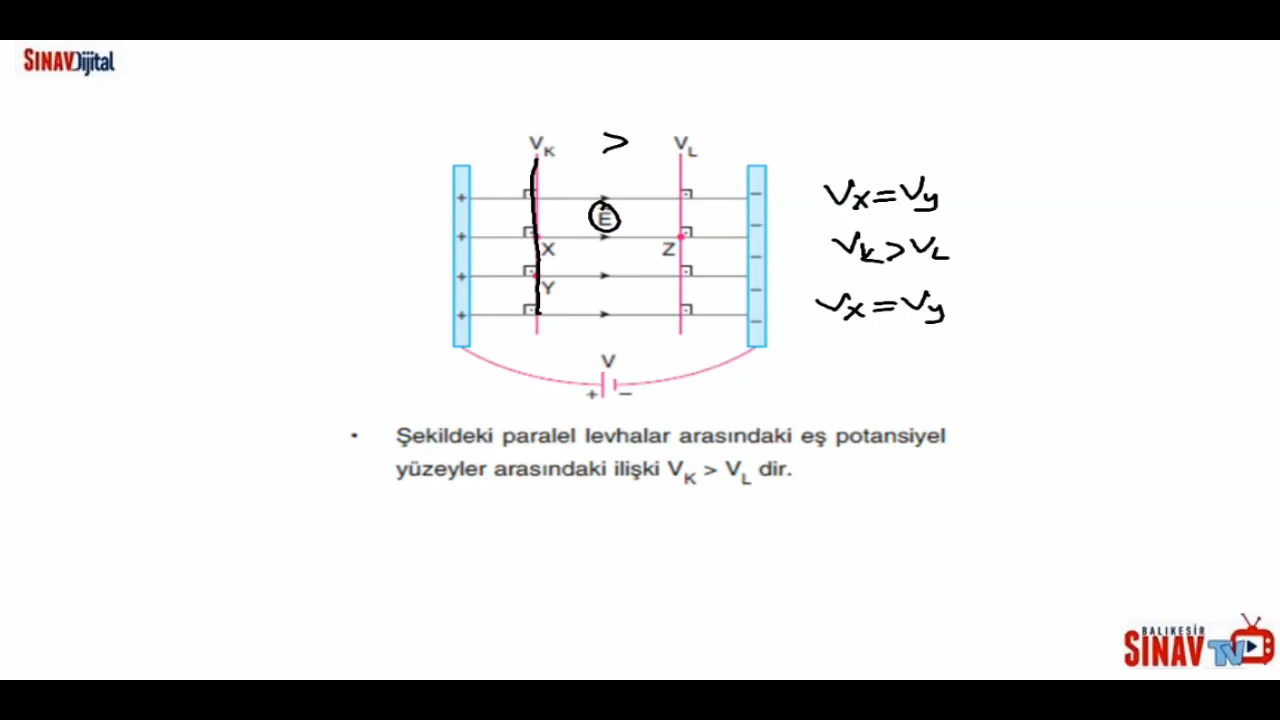 SINAVDijital
V_K > V_L
+ -
E
+ X Z -
+ Y -
+ -
V
+ -
V_X = V_y
V_K > V_L
V_X = V_y
• Şekildeki paralel levhalar arasındaki eş potansiyel
yüzeyler arasındaki ilişki V_K > V_L dir.
BALIKESİR
SINAV TV